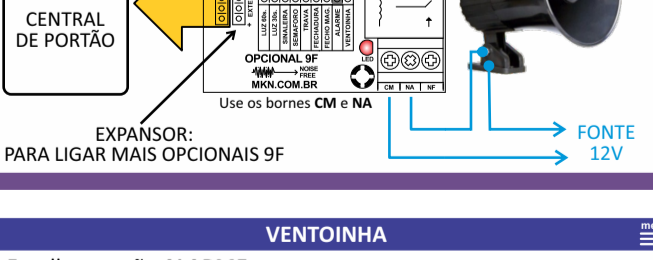 CENTRAL
DE PORTÃO
+ EXTE
LUZ 60s.
LUZ 30s.
SINALEIRA
SEMAFORO
TRAVA
FECHADURA
FECHO MAG.
ALARME
VENTOINHA
LED
OPCIONAL 9F
NOISE
FREE
MKN.COM.BR
CM NA NF
Use os bornes CM e NA
EXPANSOR:
PARA LIGAR MAIS OPCIONAIS 9F
FONTE
12V
VENTOINHA